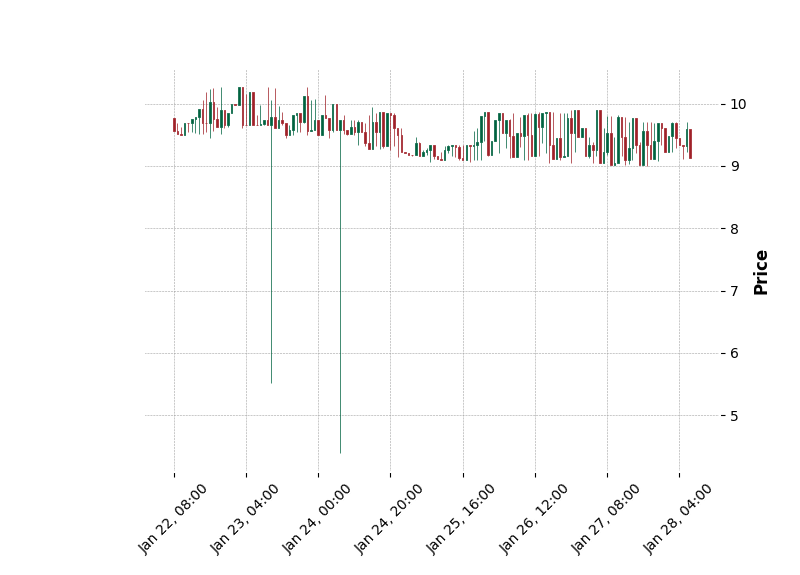 10
9
8
7
6
5
Price
Jan 22, 08:00
Jan 23, 04:00
Jan 24, 00:00
Jan 24, 20:00
Jan 25, 16:00
Jan 26, 12:00
Jan 27, 08:00
Jan 28, 04:00